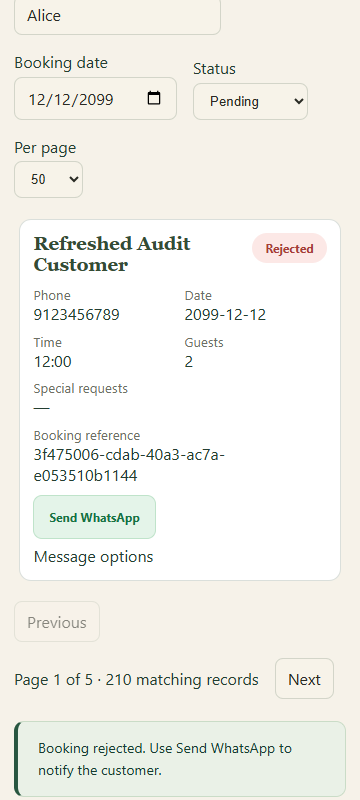 Alice
Booking date
Status
12/12/2099
Pending
Per page
50
Refreshed Audit
Customer
Rejected
Phone
Date
9123456789
2099-12-12
Time
Guests
12:00
2
Special requests
—
Booking reference
3f475006-cdab-40a3-ac7a-
e053510b1144
Send WhatsApp
Message options
Previous
Page 1 of 5 · 210 matching records
Next
Booking rejected. Use Send WhatsApp to
notify the customer.